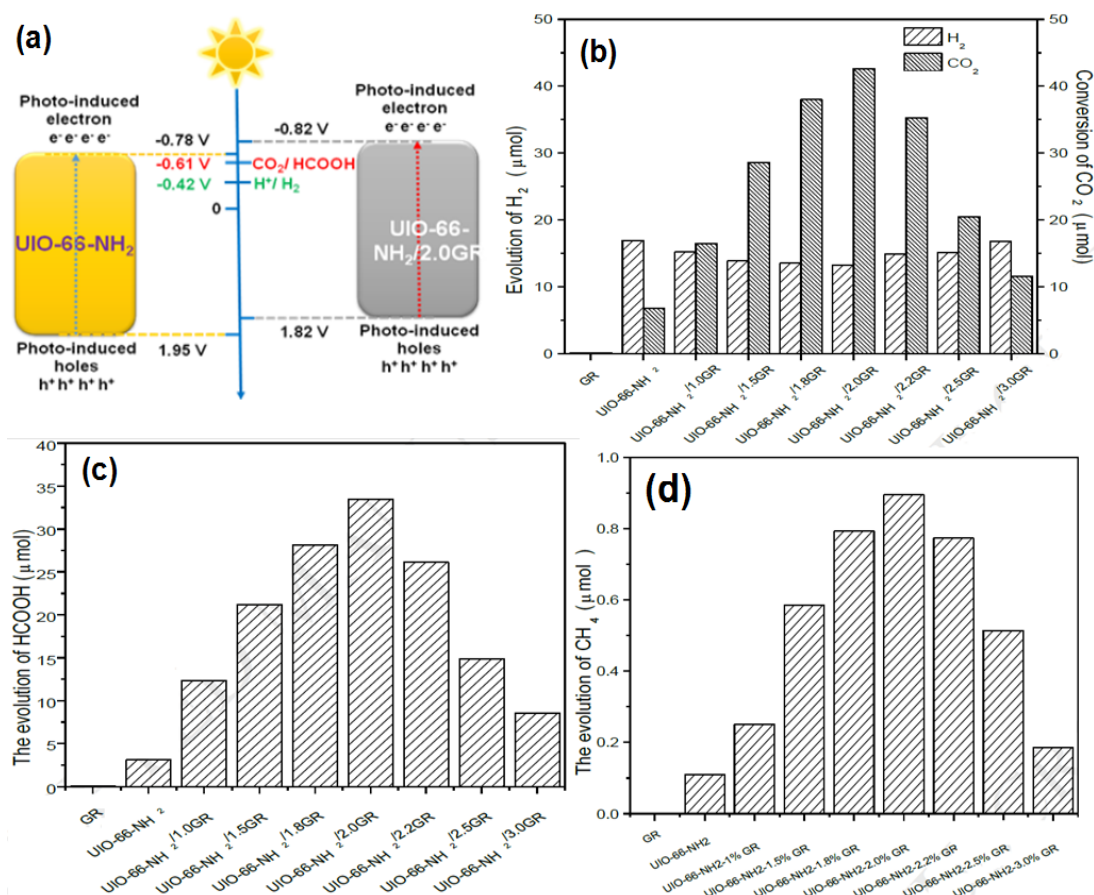 (a)
Photo-induced
electron
e⁻ e⁻ e⁻ e⁻
-0.78 V
-0.61 V
-0.42 V
0
-0.82 V
CO₂/ HCOOH
H⁺/ H₂
Photo-induced
electron
e⁻ e⁻ e⁻ e⁻
UIO-66-NH₂
UIO-66-
NH₂/2.0GR
1.82 V
1.95 V
Photo-induced
holes
h⁺ h⁺ h⁺ h⁺
Photo-induced
holes
h⁺ h⁺ h⁺ h⁺
(b)
H₂
CO₂
Evolution of H₂ (μmol)
50
40
30
20
10
0
Conversion of CO₂ (μmol)
50
40
30
20
10
0
GR
UIO-66-NH₂
UIO-66-NH₂/1.0GR
UIO-66-NH₂/1.5GR
UIO-66-NH₂/1.8GR
UIO-66-NH₂/2.0GR
UIO-66-NH₂/2.2GR
UIO-66-NH₂/2.5GR
UIO-66-NH₂/3.0GR
(c)
The evolution of HCOOH (μmol)
40
35
30
25
20
15
10
5
0
GR
UIO-66-NH₂
UIO-66-NH₂/1.0GR
UIO-66-NH₂/1.5GR
UIO-66-NH₂/1.8GR
UIO-66-NH₂/2.0GR
UIO-66-NH₂/2.2GR
UIO-66-NH₂/2.5GR
UIO-66-NH₂/3.0GR
(d)
The evolution of CH₄ (μmol)
1.0
0.8
0.6
0.4
0.2
0.0
GR
UIO-66-NH2
UIO-66-NH2-1% GR
UIO-66-NH2-1.5% GR
UIO-66-NH2-1.8% GR
UIO-66-NH2-2.0% GR
UIO-66-NH2-2.2% GR
UIO-66-NH2-2.5% GR
UIO-66-NH2-3.0% GR